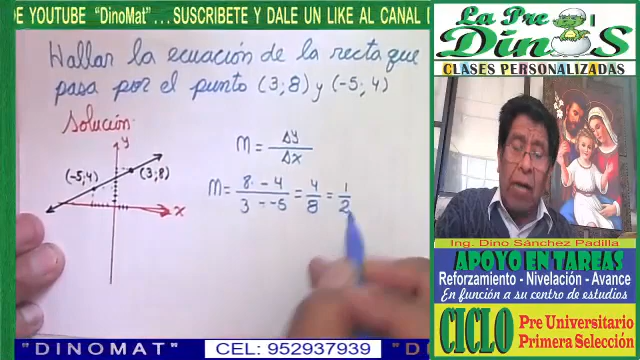 DE YOUTUBE "DinoMat"... SUSCRIBETE Y DALE UN LIKE AL CANAL
La Pre
DinoS
CLASES PERSONALIZADAS
Hallar la ecuación de la recta que
pasa por el punto (3;8) y (-5;4)
Solución
y
(-5;4)
(3;8)
x
m = Δy / Δx
m = 8 - 4 / 3 - -5 = 4/8 = 1/2
Ing. Dino Sánchez Padilla
APOYO EN TAREAS
Reforzamiento - Nivelación - Avance
En función a su centro de estudios
CICLO Pre Universitario
Primera Selección
"DINOMAT" CEL: 952937939 "D